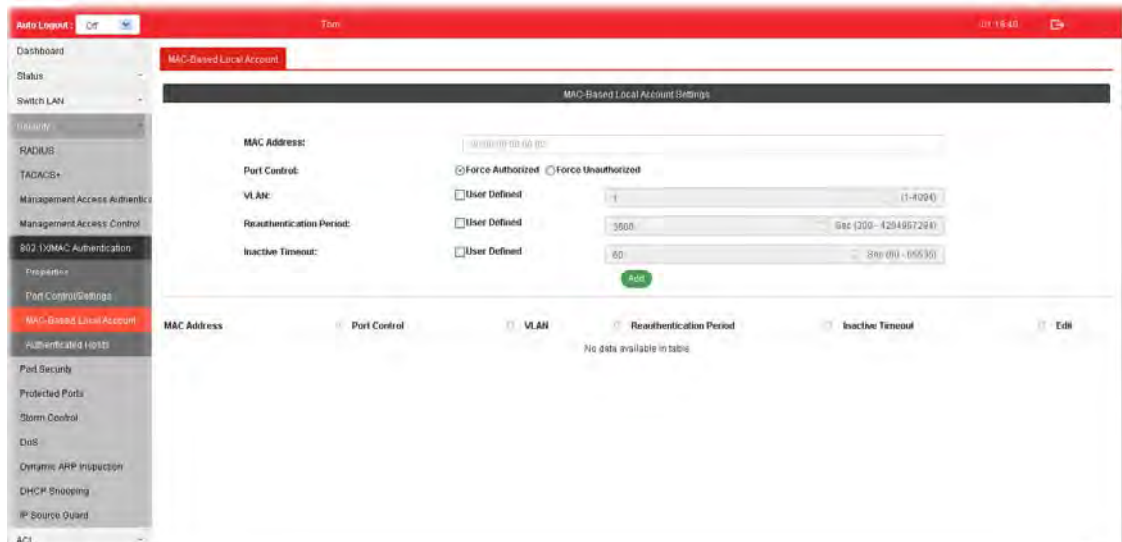 Auto Logout : Off
Tom
Dashboard
Status
Switch LAN
Security
RADIUS
TACACS+
Management Access Authentica
Management Access Control
802.1X/MAC Authentication
Properties
Port Control/Settings
MAC-Based Local Account
Authenticated Hosts
Port Security
Protected Ports
Storm Control
DoS
Dynamic ARP Inspection
DHCP Snooping
IP Source Guard
ACL
MAC-Based Local Account
MAC-Based Local Account Settings
MAC Address:
Port Control: Force Authorized Force Unauthorized
VLAN: User Defined 1 (1-4094)
Reauthentication Period: User Defined 3600 Sec (300 - 4294967294)
Inactive Timeout: User Defined 60 Sec (60 - 65535)
Add
MAC Address Port Control VLAN Reauthentication Period Inactive Timeout Edit
No data available in table